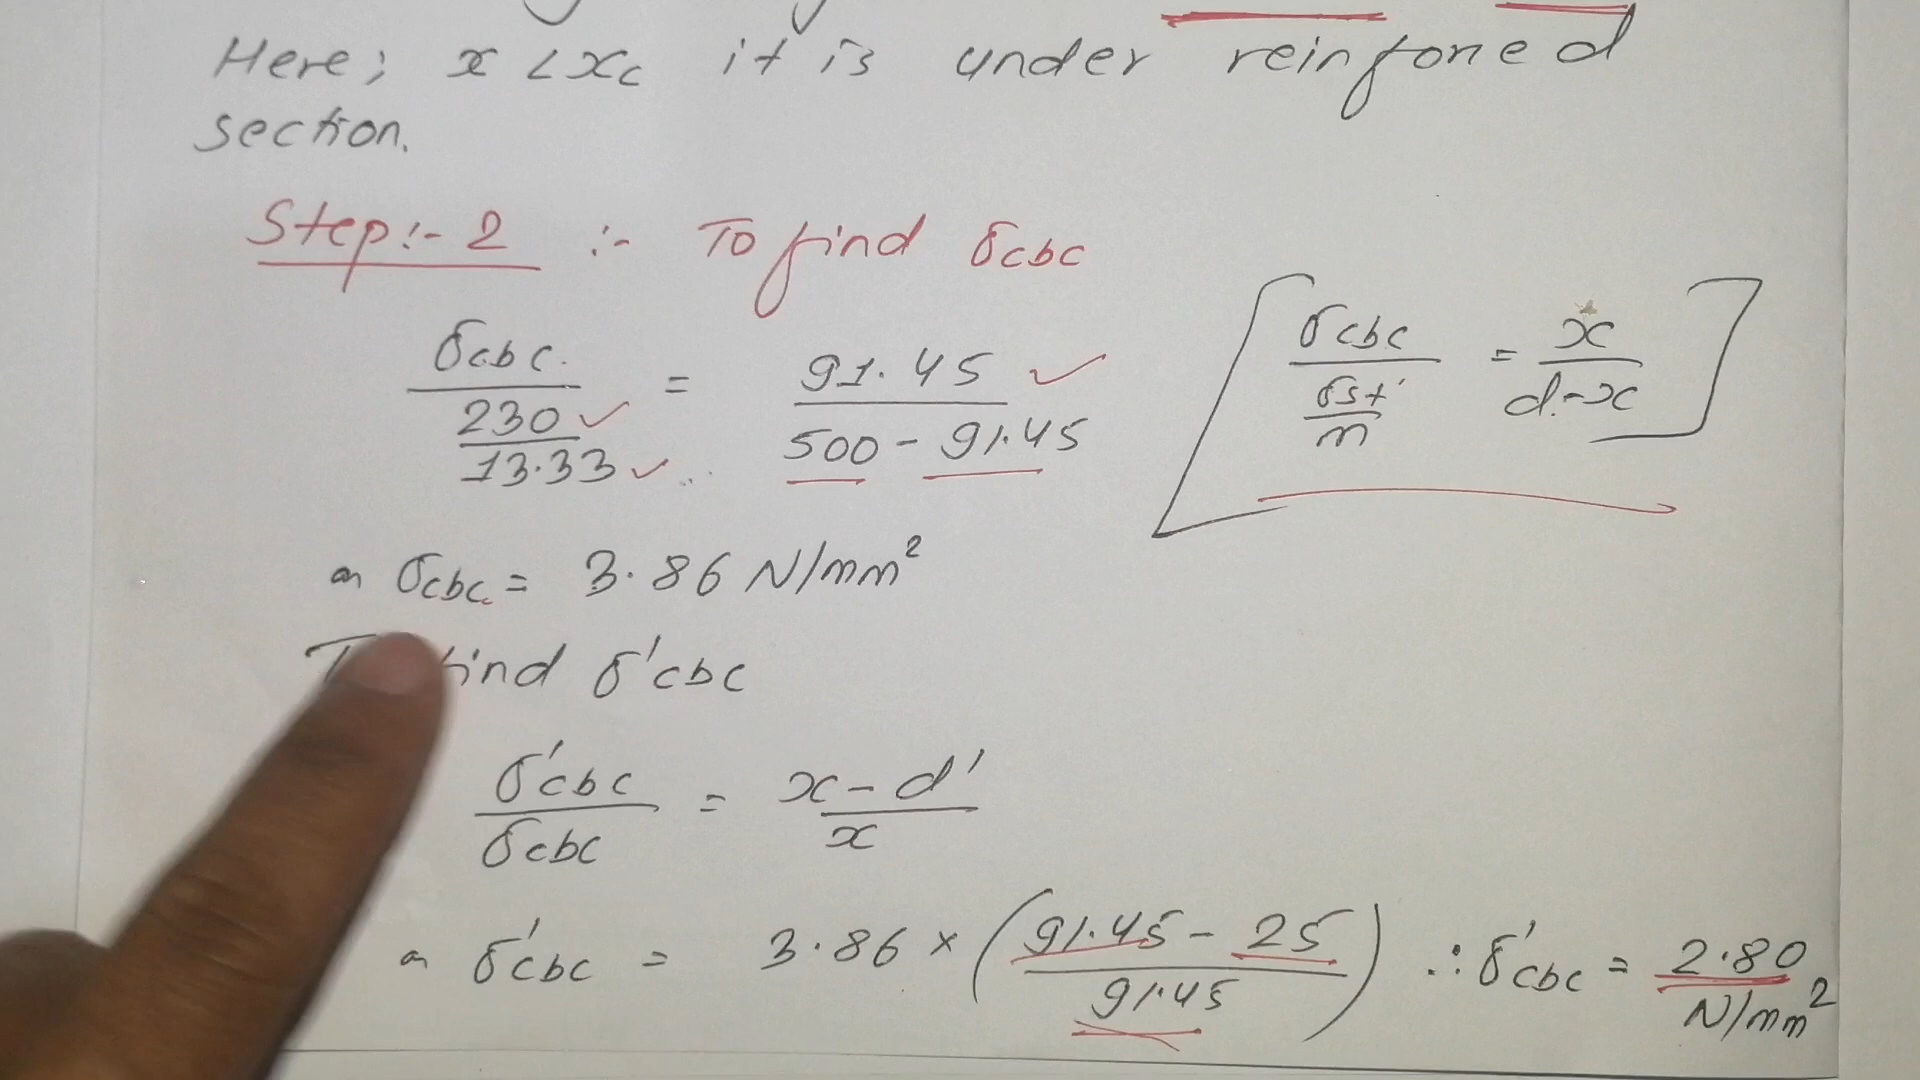 Here; x < xc it is under reinforced
section.
Step:- 2 :- To find σcbc
σcbc / (230 / 13.33) = 91.45 / (500 - 91.45)
[σcbc / (σst / m) = x / (d - x)]
or σcbc = 3.86 N/mm²
find σ'cbc
σ'cbc / σcbc = (x - d') / x
or σ'cbc = 3.86 × ((91.45 - 25) / 91.45) ∴ σ'cbc = 2.80 N/mm²